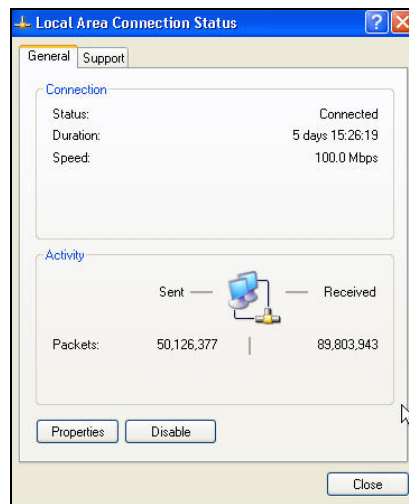 Local Area Connection Status
General Support
Connection
Status: Connected
Duration: 5 days 15:26:19
Speed: 100.0 Mbps
Activity
Sent Received
Packets: 50,126,377 89,803,943
Properties Disable
Close